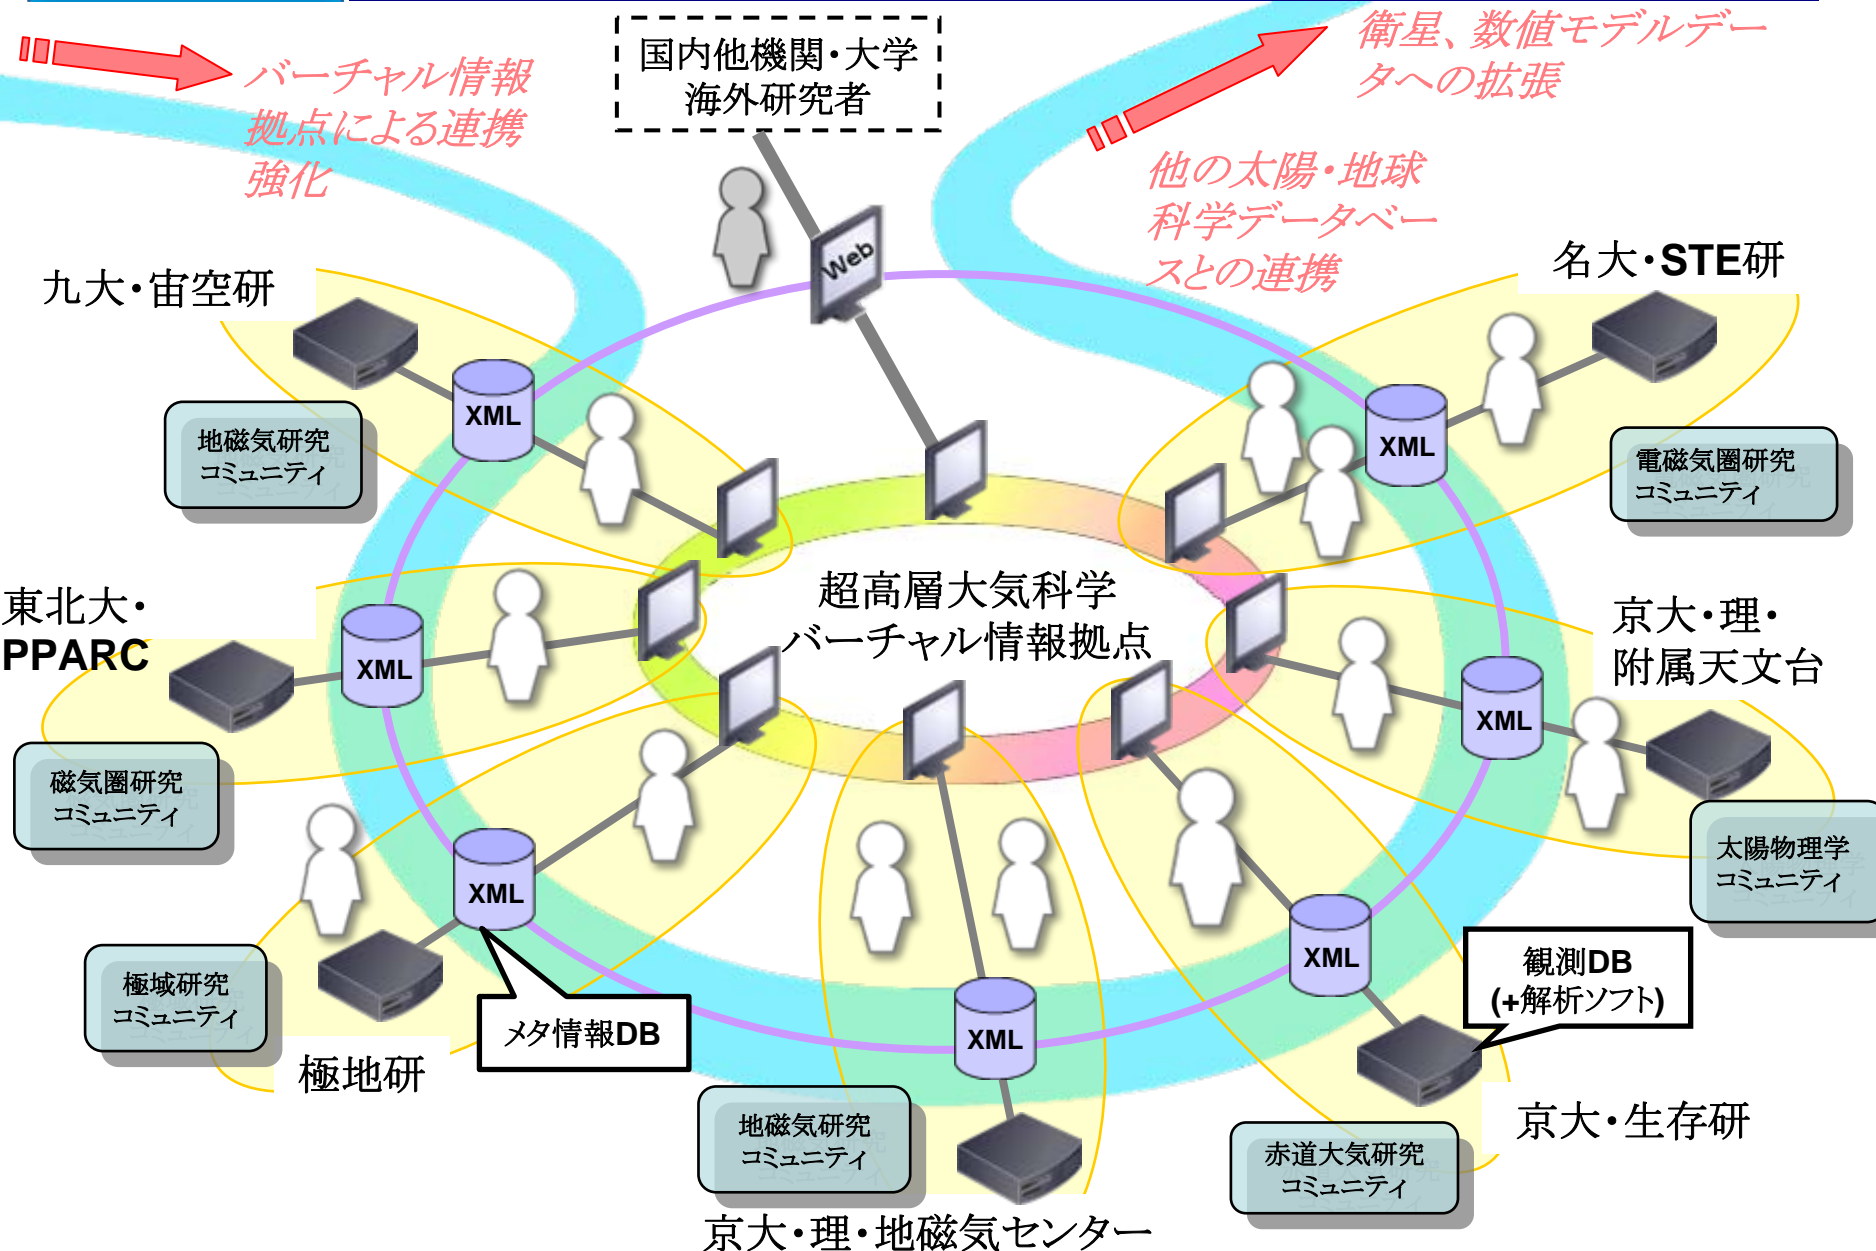 バーチャル情報
拠点による連携
強化
国内他機関・大学
海外研究者
衛星、数値モデルデー
タへの拡張
他の太陽・地球
科学データベー
スとの連携
Web
九大・宙空研
XML
地磁気研究
コミュニティ
名大・STE研
XML
電磁気圏研究
コミュニティ
超高層大気科学
バーチャル情報拠点
東北大・
PPARC
XML
磁気圏研究
コミュニティ
京大・理・
附属天文台
XML
太陽物理学
コミュニティ
XML
極域研究
コミュニティ
極地研
メタ情報DB
XML
地磁気研究
コミュニティ
京大・理・地磁気センター
XML
観測DB
(+解析ソフト)
赤道大気研究
コミュニティ
京大・生存研